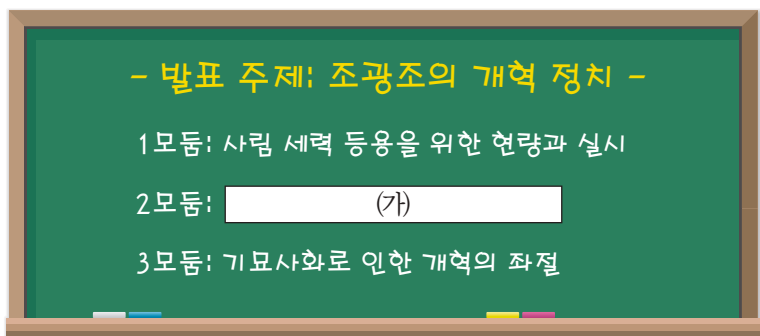 - 발표 주제: 조광조의 개혁 정치 -
1모둠: 사림 세력 등용을 위한 현량과 실시
2모둠: (가)
3모둠: 기묘사화로 인한 개혁의 좌절